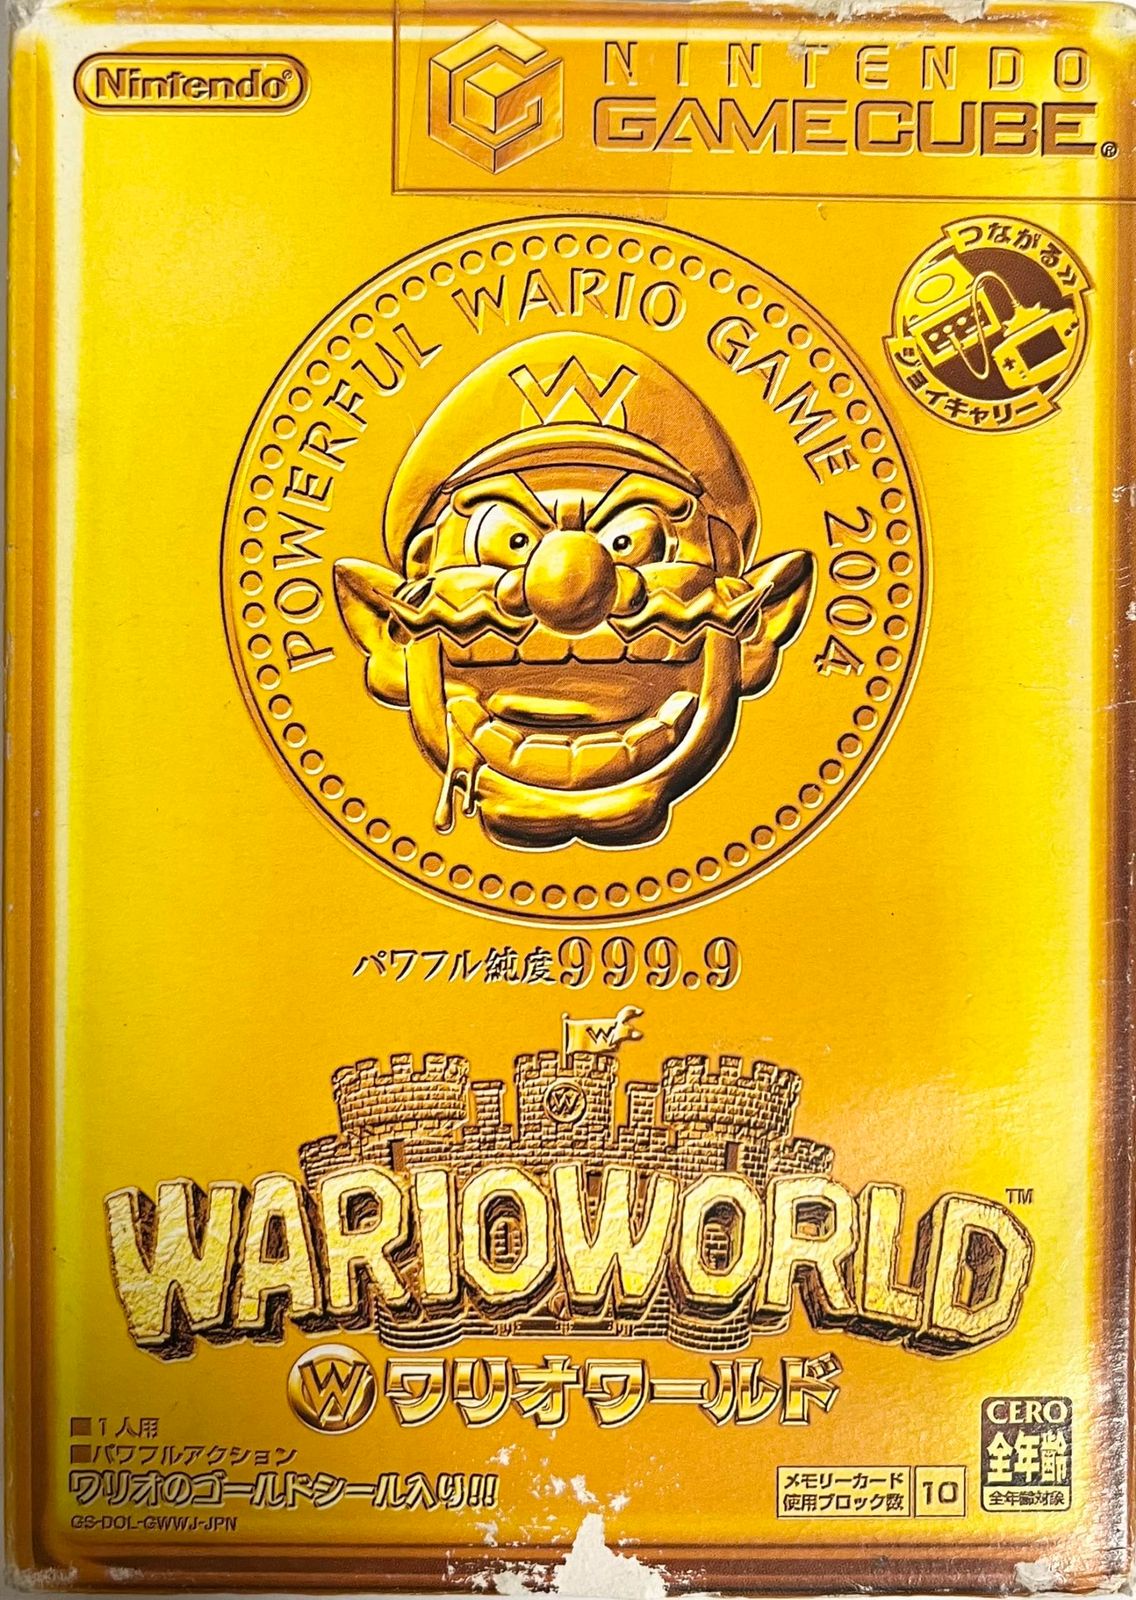 Nintendo®
NINTENDO
GAMECUBE®
つながる»
ジョイキャリー
POWERFUL WARIO GAME 2004
W
パワフル純度999.9
W
W
WARIOWORLD™
W ワリオワールド
■1人用
■パワフルアクション
ワリオのゴールドシール入り!!
GS-DOL-GWWJ-JPN
メモリーカード
使用ブロック数 10
CERO
全年齢
全年齢対象